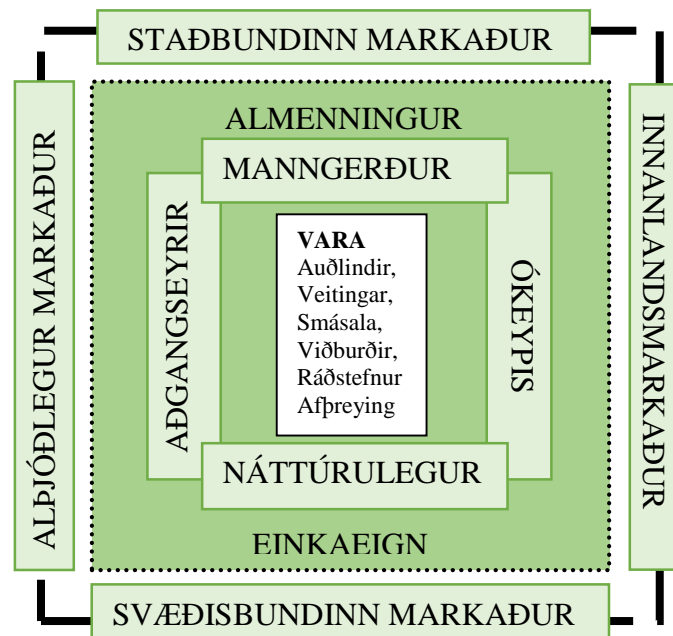 STAÐBUNDINN MARKAÐUR
ALÞJÓÐLEGUR MARKAÐUR
INNANLANDSMARKAÐUR
ALMENNINGUR
MANNGERÐUR
AÐGANGSEYRIR
ÓKEYPIS
VARA
Auðlindir,
Veitingar,
Smásala,
Viðburðir,
Ráðstefnur
Afþreying
NÁTTÚRULEGUR
EINKAEIGN
SVÆÐISBUNDINN MARKAÐUR